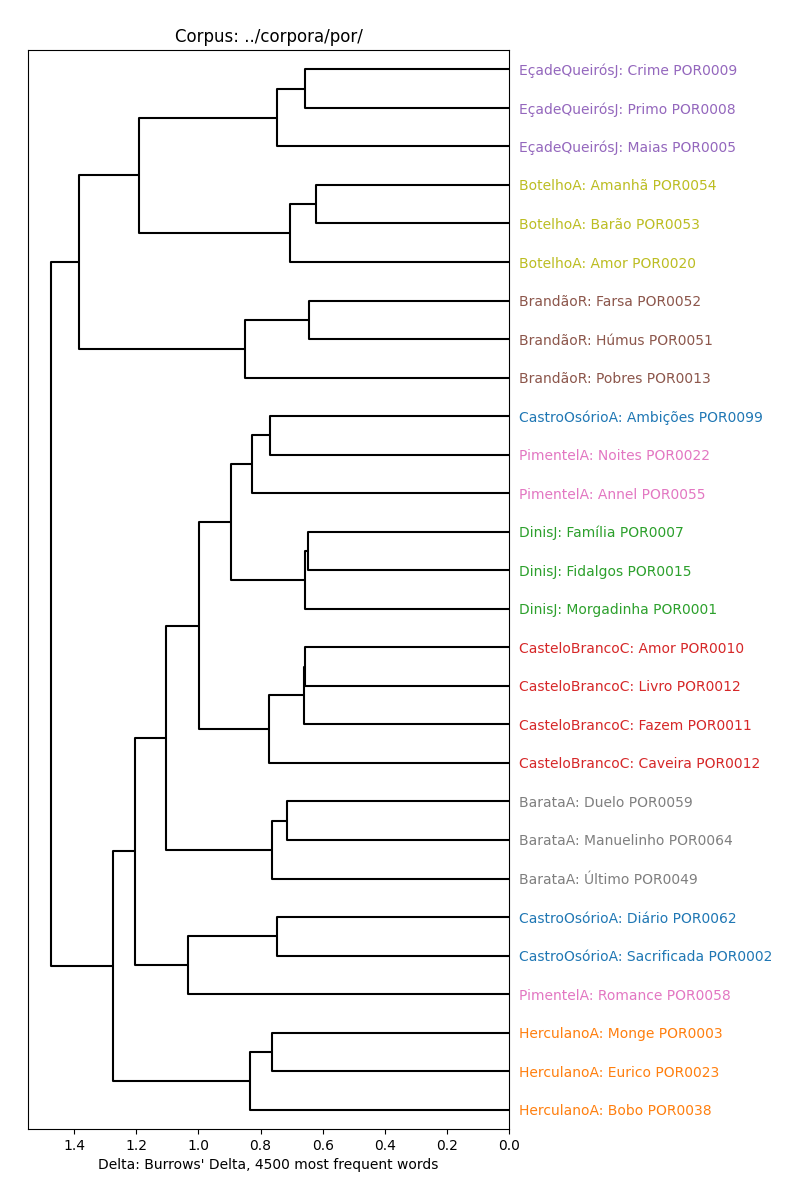 Corpus: ../corpora/por/
EçadeQueirósJ: Crime POR0009
EçadeQueirósJ: Primo POR0008
EçadeQueirósJ: Maias POR0005
BotelhoA: Amanhã POR0054
BotelhoA: Barão POR0053
BotelhoA: Amor POR0020
BrandãoR: Farsa POR0052
BrandãoR: Húmus POR0051
BrandãoR: Pobres POR0013
CastroOsórioA: Ambições POR0099
PimentelA: Noites POR0022
PimentelA: Annel POR0055
DinisJ: Família POR0007
DinisJ: Fidalgos POR0015
DinisJ: Morgadinha POR0001
CasteloBrancoC: Amor POR0010
CasteloBrancoC: Livro POR0012
CasteloBrancoC: Fazem POR0011
CasteloBrancoC: Caveira POR0012
BarataA: Duelo POR0059
BarataA: Manuelinho POR0064
BarataA: Último POR0049
CastroOsórioA: Diário POR0062
CastroOsórioA: Sacrificada POR0002
PimentelA: Romance POR0058
HerculanoA: Monge POR0003
HerculanoA: Eurico POR0023
HerculanoA: Bobo POR0038
1.4 1.2 1.0 0.8 0.6 0.4 0.2 0.0
Delta: Burrows' Delta, 4500 most frequent words